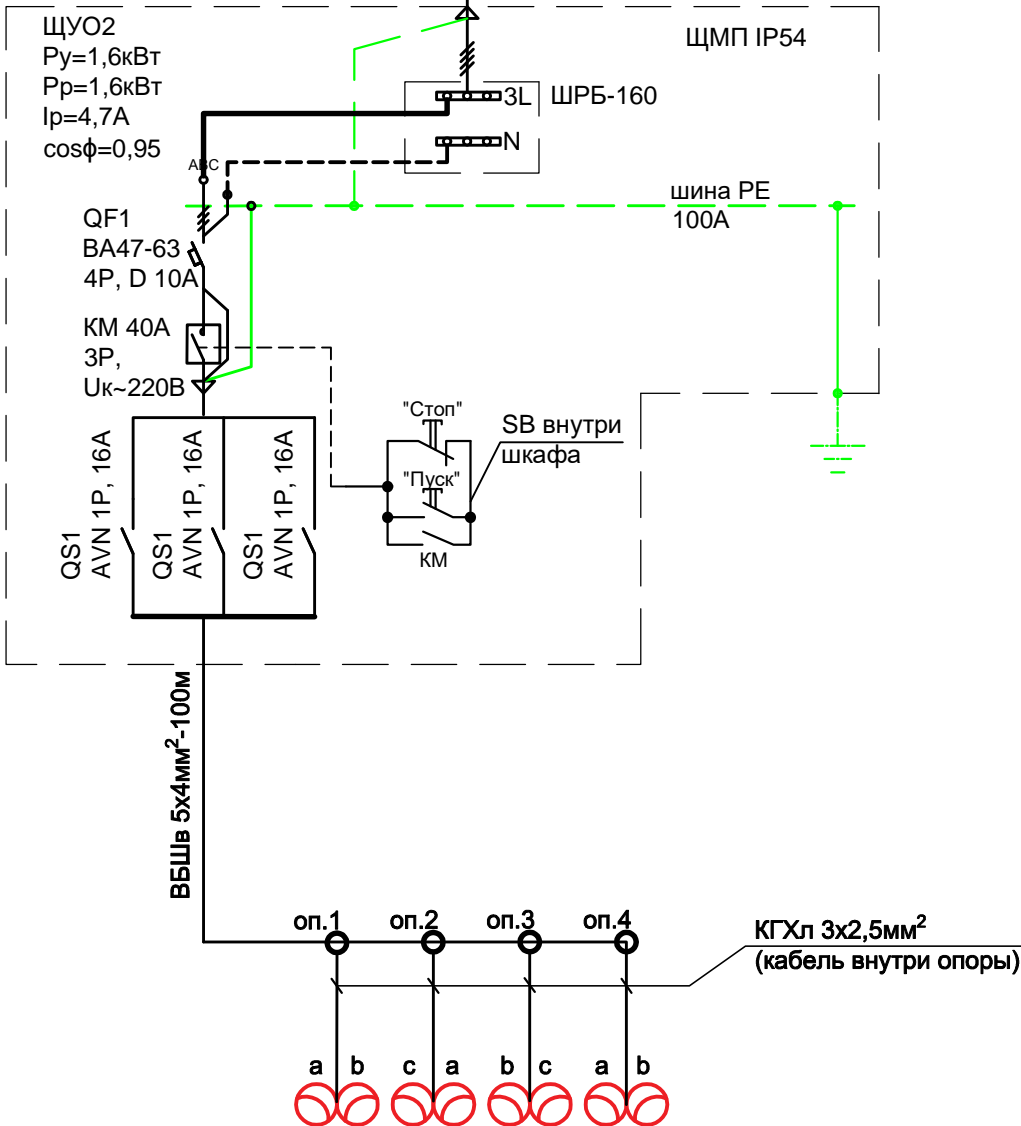 ЩУО2
Ру=1,6кВт
Рр=1,6кВт
Iр=4,7А
cosϕ=0,95
ЩМП IP54
3L
ШРБ-160
N
ABC
шина PE
100А
QF1
ВА47-63
4P, D 10А
КМ 40А
3Р,
Uк~220В
"Стоп"
SB внутри
шкафа
"Пуск"
КМ
QS1
AVN 1P, 16A
QS1
AVN 1P, 16A
QS1
AVN 1P, 16A
ВБШв 5х4мм²-100м
оп.1
оп.2
оп.3
оп.4
КГХл 3х2,5мм²
(кабель внутри опоры)
a b
c a
b c
a b